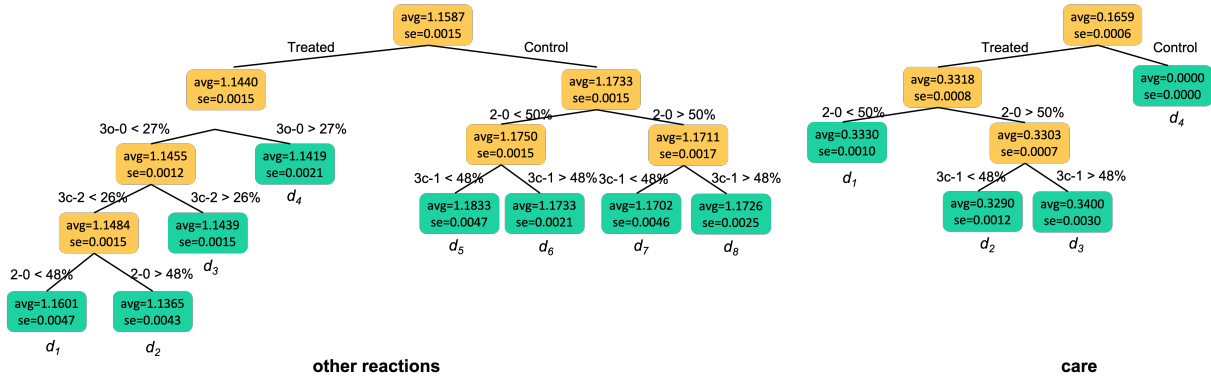 avg=1.1587
se=0.0015
Treated
Control
avg=1.1440
se=0.0015
avg=1.1733
se=0.0015
3o-0 < 27%
3o-0 > 27%
2-0 < 50%
2-0 > 50%
avg=1.1455
se=0.0012
avg=1.1419
se=0.0021
d4
avg=1.1750
se=0.0015
avg=1.1711
se=0.0017
3c-2 < 26%
3c-2 > 26%
3c-1 < 48%
3c-1 > 48%
3c-1 < 48%
3c-1 > 48%
avg=1.1484
se=0.0015
avg=1.1439
se=0.0015
d3
avg=1.1833
se=0.0047
d5
avg=1.1733
se=0.0021
d6
avg=1.1702
se=0.0046
d7
avg=1.1726
se=0.0025
d8
2-0 < 48%
2-0 > 48%
avg=1.1601
se=0.0047
d1
avg=1.1365
se=0.0043
d2
other reactions
avg=0.1659
se=0.0006
Treated
Control
avg=0.3318
se=0.0008
avg=0.0000
se=0.0000
d4
2-0 < 50%
2-0 > 50%
avg=0.3330
se=0.0010
d1
avg=0.3303
se=0.0007
3c-1 < 48%
3c-1 > 48%
avg=0.3290
se=0.0012
d2
avg=0.3400
se=0.0030
d3
care